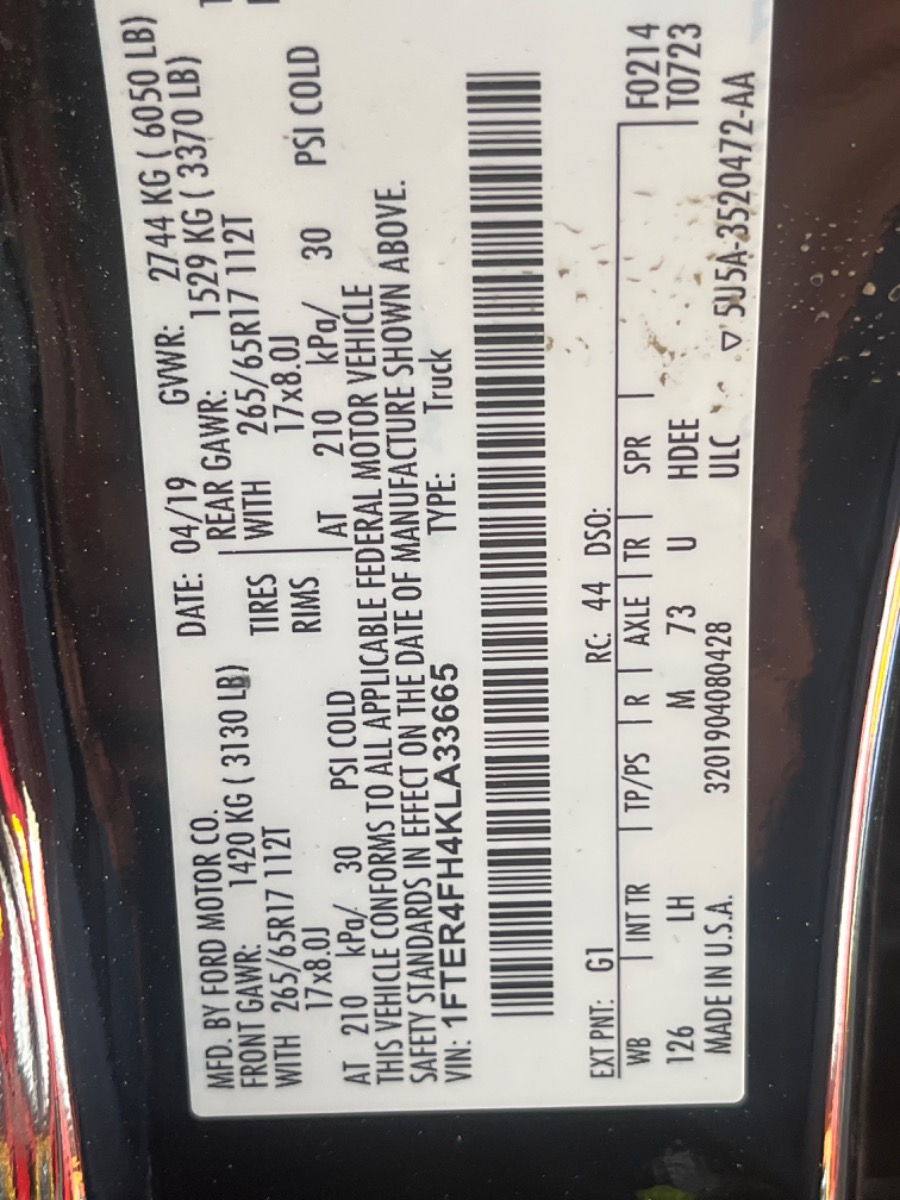 MFD. BY FORD MOTOR CO. DATE: 04/19 GVWR: 2744 KG ( 6050 LB)
FRONT GAWR: 1420 KG ( 3130 LB) REAR GAWR: 1529 KG ( 3370 LB)
WITH 265/65R17 112T TIRES WITH 265/65R17 112T
17x8.0J RIMS 17x8.0J
AT 210 kPa/ 30 PSI COLD AT 210 kPa/ 30 PSI COLD
THIS VEHICLE CONFORMS TO ALL APPLICABLE FEDERAL MOTOR VEHICLE
SAFETY STANDARDS IN EFFECT ON THE DATE OF MANUFACTURE SHOWN ABOVE.
VIN: 1FTER4FH4KLA33665 TYPE: Truck
EXT PNT: G1 RC: 44 DSO: F0214
WB INT TR TP/PS R AXLE TR SPR T0723
126 LH M 73 U HDEE
MADE IN U.S.A. 320190408​0428 ULC ▽ 5U5A-3520472-AA